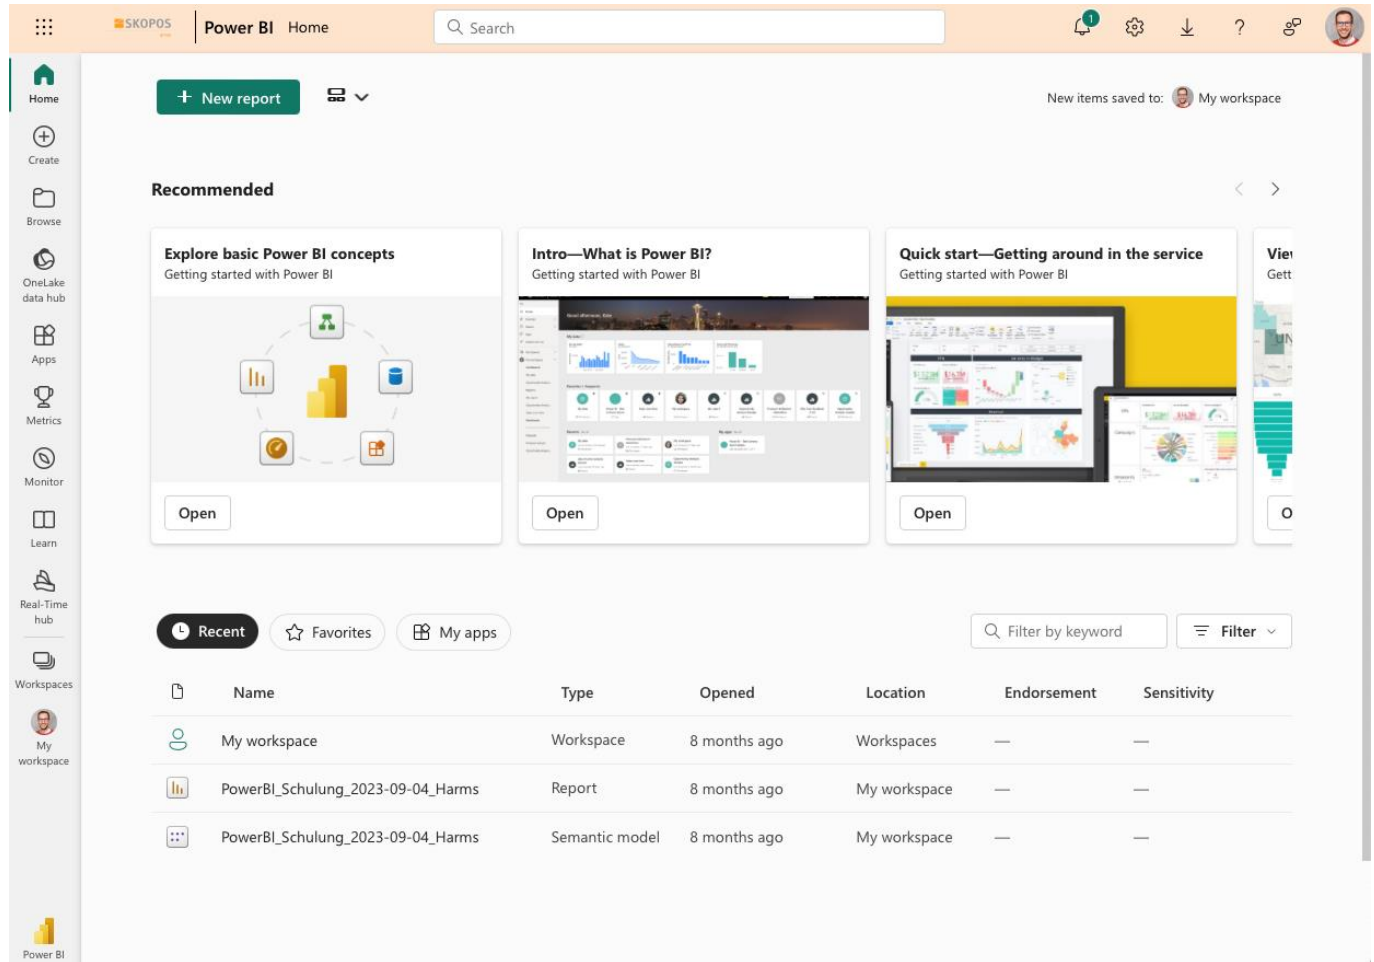 SKOPOS
Power BI Home
Search
1
?
Home
Create
Browse
OneLake
data hub
Apps
Metrics
Monitor
Learn
Real-Time
hub
Workspaces
My
workspace
Power BI
+ New report
New items saved to: My workspace
Recommended
Explore basic Power BI concepts
Getting started with Power BI
Open
Intro—What is Power BI?
Getting started with Power BI
Open
Quick start—Getting around in the service
Getting started with Power BI
Open
Recent
Favorites
My apps
Filter by keyword
Filter
Name Type Opened Location Endorsement Sensitivity
My workspace Workspace 8 months ago Workspaces — —
PowerBI_Schulung_2023-09-04_Harms Report 8 months ago My workspace — —
PowerBI_Schulung_2023-09-04_Harms Semantic model 8 months ago My workspace — —